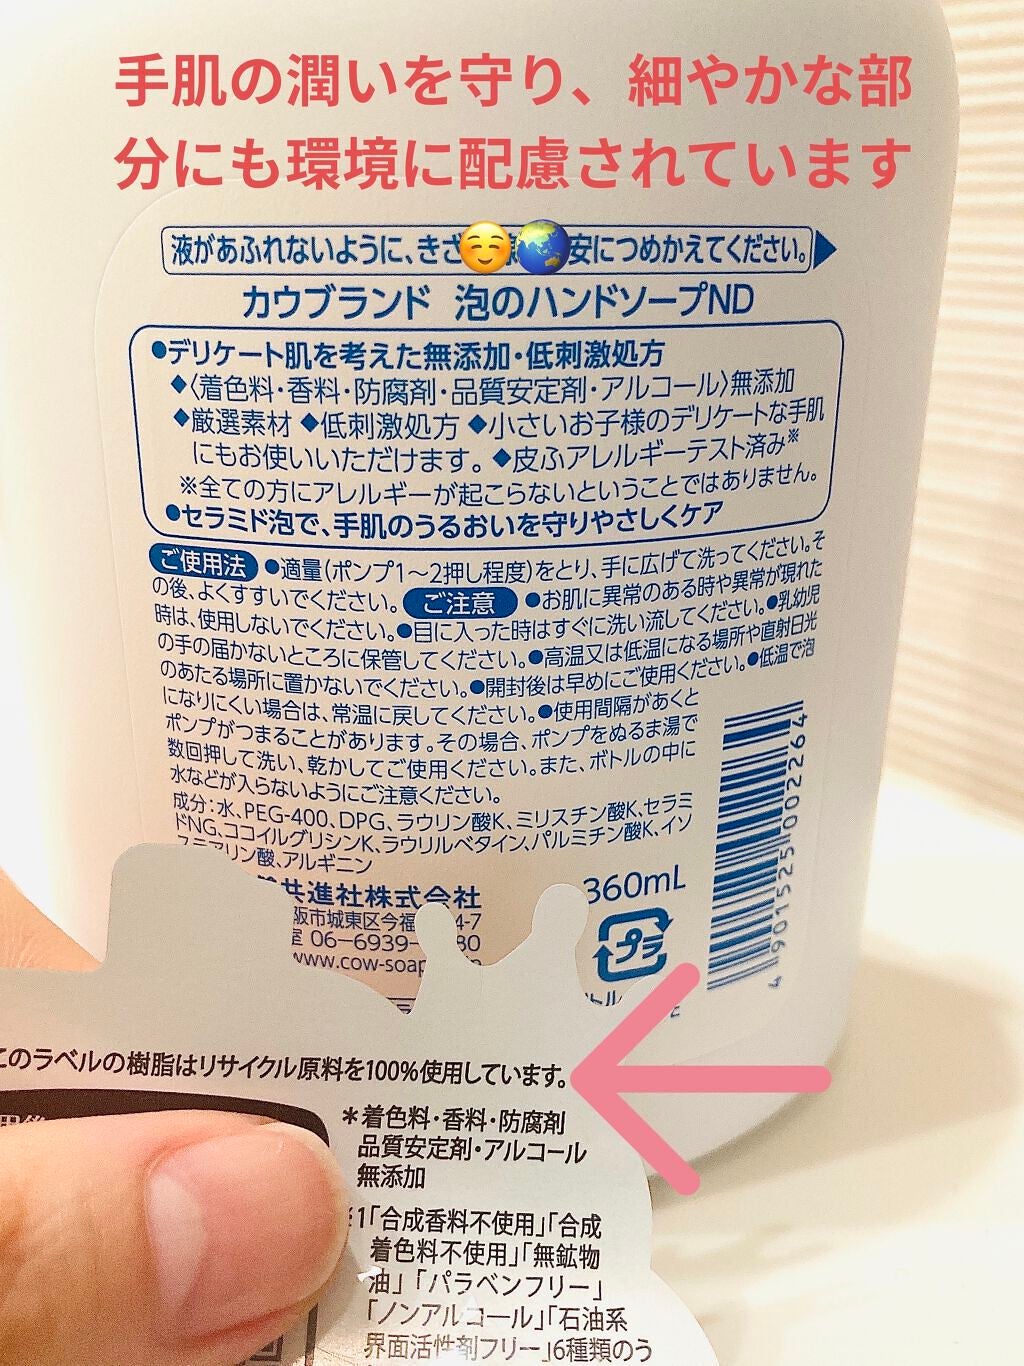 手肌の潤いを守り、細やかな部
分にも環境に配慮されています
液があふれないように、きざ 安につめかえてください。
カウブランド 泡のハンドソープND
●デリケート肌を考えた無添加・低刺激処方
◆〈着色料・香料・防腐剤・品質安定剤・アルコール〉無添加
◆厳選素材 ◆低刺激処方 ◆小さいお子様のデリケートな手肌
にもお使いいただけます。◆皮ふアレルギーテスト済み※
※全ての方にアレルギーが起こらないということではありません。
●セラミド泡で、手肌のうるおいを守りやさしくケア
ご使用法 ●適量(ポンプ1〜2押し程度)をとり、手に広げて洗ってください。そ
の後、よくすすいでください。 ご注意 ●お肌に異常のある時や異常が現れた
時は、使用しないでください。●目に入った時はすぐに洗い流してください。●乳幼児
の手の届かないところに保管してください。●高温又は低温になる場所や直射日光
のあたる場所に置かないでください。●開封後は早めにご使用ください。●低温で泡
になりにくい場合は、常温に戻してください。●使用間隔があくと
ポンプがつまることがあります。その場合、ポンプをぬるま湯で
数回押して洗い、乾かしてご使用ください。また、ボトルの中に
水などが入らないようにご注意ください。
成分:水、PEG-400、DPG、ラウリン酸K、ミリスチン酸K、セラミ
ドNG、ココイルグリシンK、ラウリルベタイン、パルミチン酸K、イソ
ステアリン酸、アルギニン
共進社株式会社
阪市城東区今福 4-7
06-6939- 80
www.cow-soap
360mL
プラ
4901525002264
このラベルの樹脂はリサイクル原料を100%使用しています。
*着色料・香料・防腐剤
品質安定剤・アルコール
無添加
※1「合成香料不使用」「合成
着色料不使用」「無鉱物
油」「パラベンフリー」
「ノンアルコール」「石油系
界面活性剤フリー」6種類のう